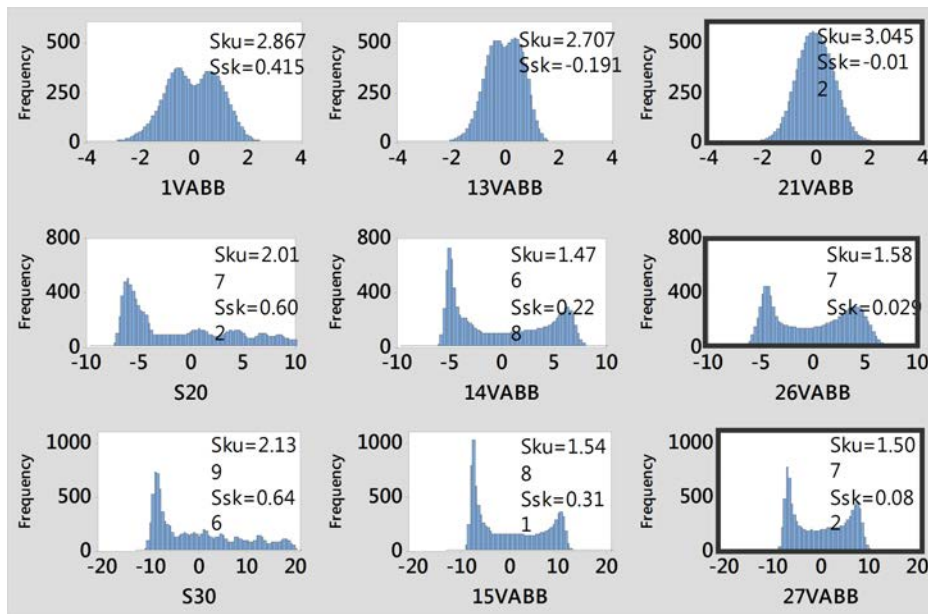 Frequency
500
250
0
-4
-2
0
2
4
Sku=2.867
Ssk=0.415
1VABB
Frequency
500
250
0
-4
-2
0
2
4
Sku=2.707
Ssk=-0.191
13VABB
Frequency
500
250
0
-4
-2
0
2
4
Sku=3.045
Ssk=-0.01
2
21VABB
Frequency
800
400
0
-10
-5
0
5
10
Sku=2.01
7
Ssk=0.60
2
S20
Frequency
800
400
0
-10
-5
0
5
10
Sku=1.47
6
Ssk=0.22
8
14VABB
Frequency
800
400
0
-10
-5
0
5
10
Sku=1.58
7
Ssk=0.029
26VABB
Frequency
1000
500
0
-20
-10
0
10
20
Sku=2.13
9
Ssk=0.64
6
S30
Frequency
1000
500
0
-20
-10
0
10
20
Sku=1.54
8
Ssk=0.31
1
15VABB
Frequency
1000
500
0
-20
-10
0
10
20
Sku=1.50
7
Ssk=0.08
2
27VABB